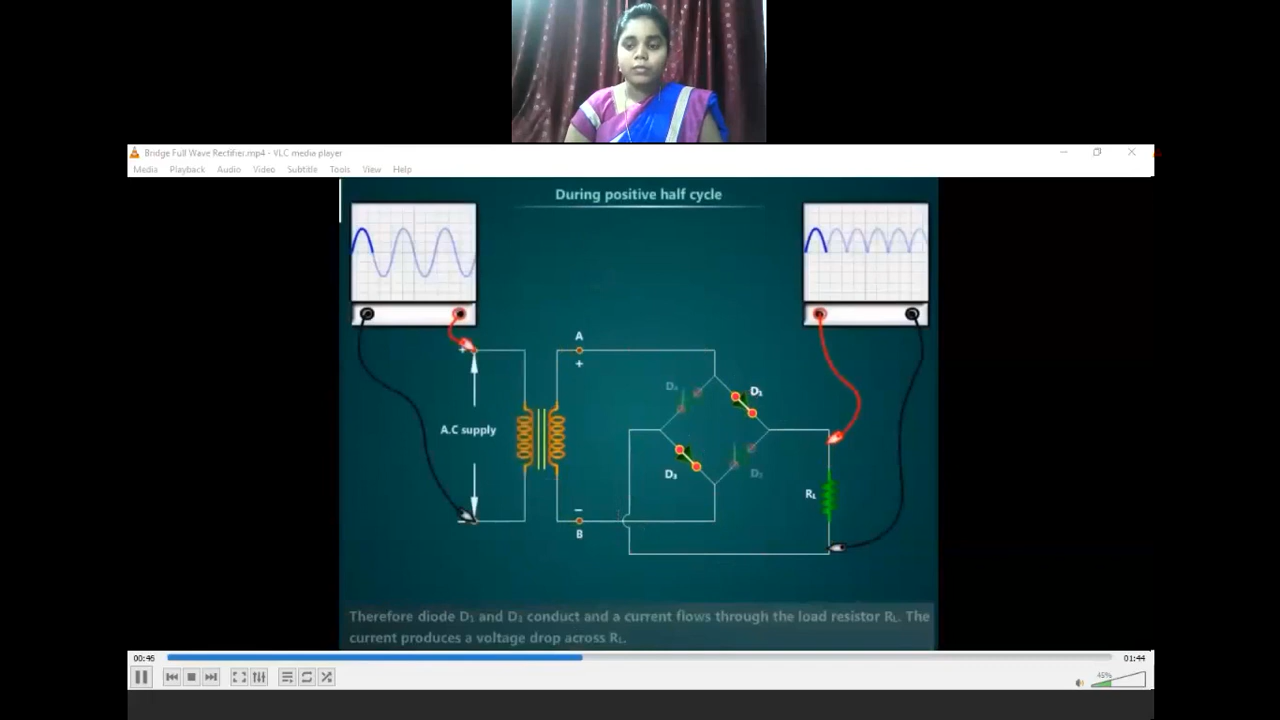 Bridge Full Wave Rectifier.mp4 - VLC media player
Media Playback Audio Video Subtitle Tools View Help
During positive half cycle
A
+
+
D₁
A.C supply
D₃
D₂
R_L
−
B
Therefore diode D₁ and D₃ conduct and a current flows through the load resistor R_L. The
current produces a voltage drop across R_L.
00:46
01:44